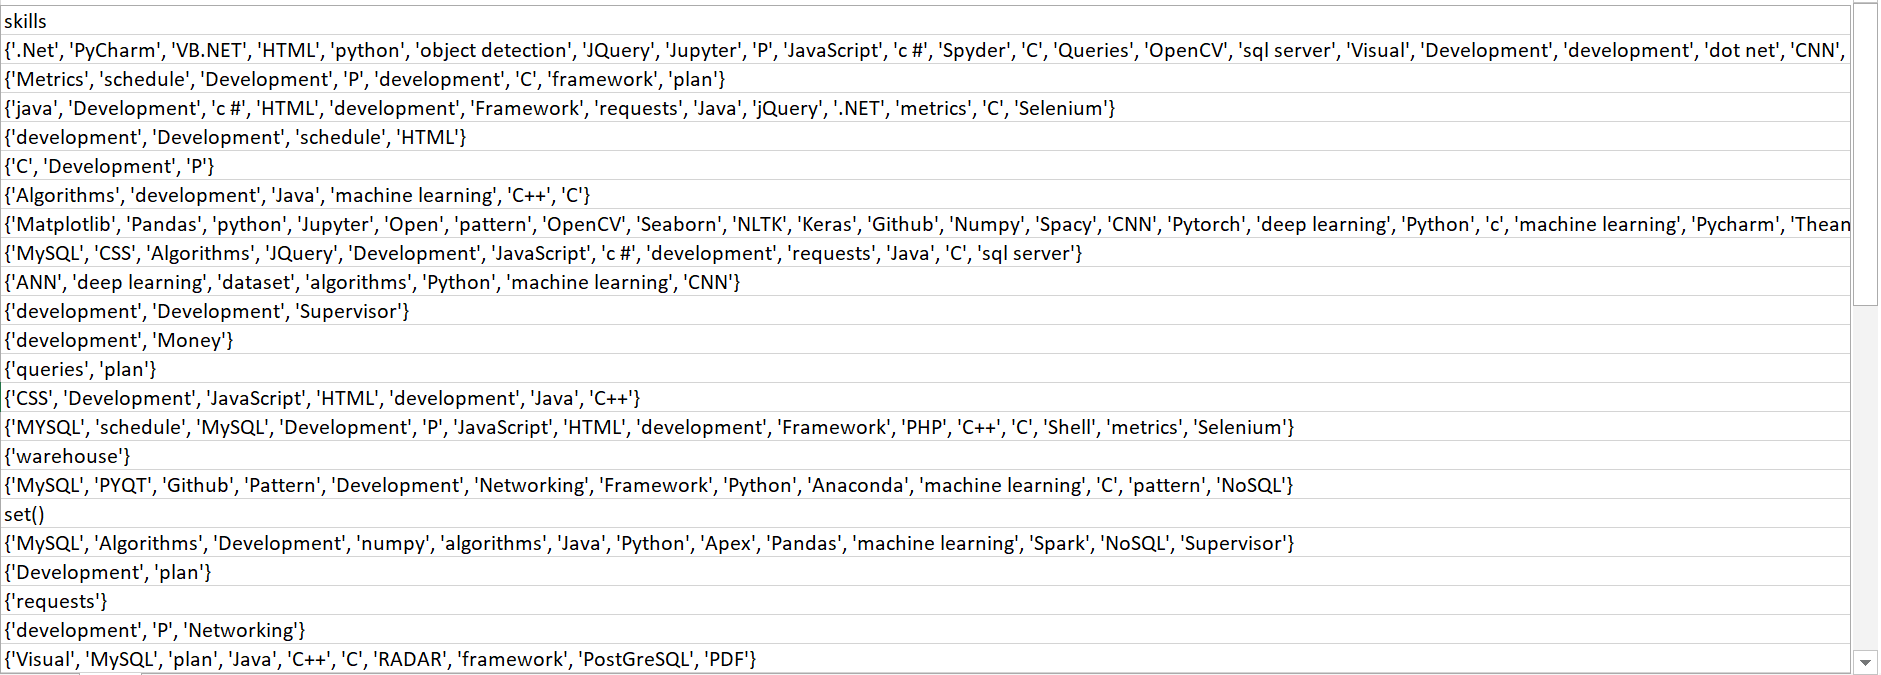 skills
{'.Net', 'PyCharm', 'VB.NET', 'HTML', 'python', 'object detection', 'JQuery', 'Jupyter', 'P', 'JavaScript', 'c #', 'Spyder', 'C', 'Queries', 'OpenCV', 'sql server', 'Visual', 'Development', 'development', 'dot net', 'CNN',
{'Metrics', 'schedule', 'Development', 'P', 'development', 'C', 'framework', 'plan'}
{'java', 'Development', 'c #', 'HTML', 'development', 'Framework', 'requests', 'Java', 'jQuery', '.NET', 'metrics', 'C', 'Selenium'}
{'development', 'Development', 'schedule', 'HTML'}
{'C', 'Development', 'P'}
{'Algorithms', 'development', 'Java', 'machine learning', 'C++', 'C'}
{'Matplotlib', 'Pandas', 'python', 'Jupyter', 'Open', 'pattern', 'OpenCV', 'Seaborn', 'NLTK', 'Keras', 'Github', 'Numpy', 'Spacy', 'CNN', 'Pytorch', 'deep learning', 'Python', 'c', 'machine learning', 'Pycharm', 'Thean
{'MySQL', 'CSS', 'Algorithms', 'JQuery', 'Development', 'JavaScript', 'c #', 'development', 'requests', 'Java', 'C', 'sql server'}
{'ANN', 'deep learning', 'dataset', 'algorithms', 'Python', 'machine learning', 'CNN'}
{'development', 'Development', 'Supervisor'}
{'development', 'Money'}
{'queries', 'plan'}
{'CSS', 'Development', 'JavaScript', 'HTML', 'development', 'Java', 'C++'}
{'MYSQL', 'schedule', 'MySQL', 'Development', 'P', 'JavaScript', 'HTML', 'development', 'Framework', 'PHP', 'C++', 'C', 'Shell', 'metrics', 'Selenium'}
{'warehouse'}
{'MySQL', 'PYQT', 'Github', 'Pattern', 'Development', 'Networking', 'Framework', 'Python', 'Anaconda', 'machine learning', 'C', 'pattern', 'NoSQL'}
set()
{'MySQL', 'Algorithms', 'Development', 'numpy', 'algorithms', 'Java', 'Python', 'Apex', 'Pandas', 'machine learning', 'Spark', 'NoSQL', 'Supervisor'}
{'Development', 'plan'}
{'requests'}
{'development', 'P', 'Networking'}
{'Visual', 'MySQL', 'plan', 'Java', 'C++', 'C', 'RADAR', 'framework', 'PostGreSQL', 'PDF'}